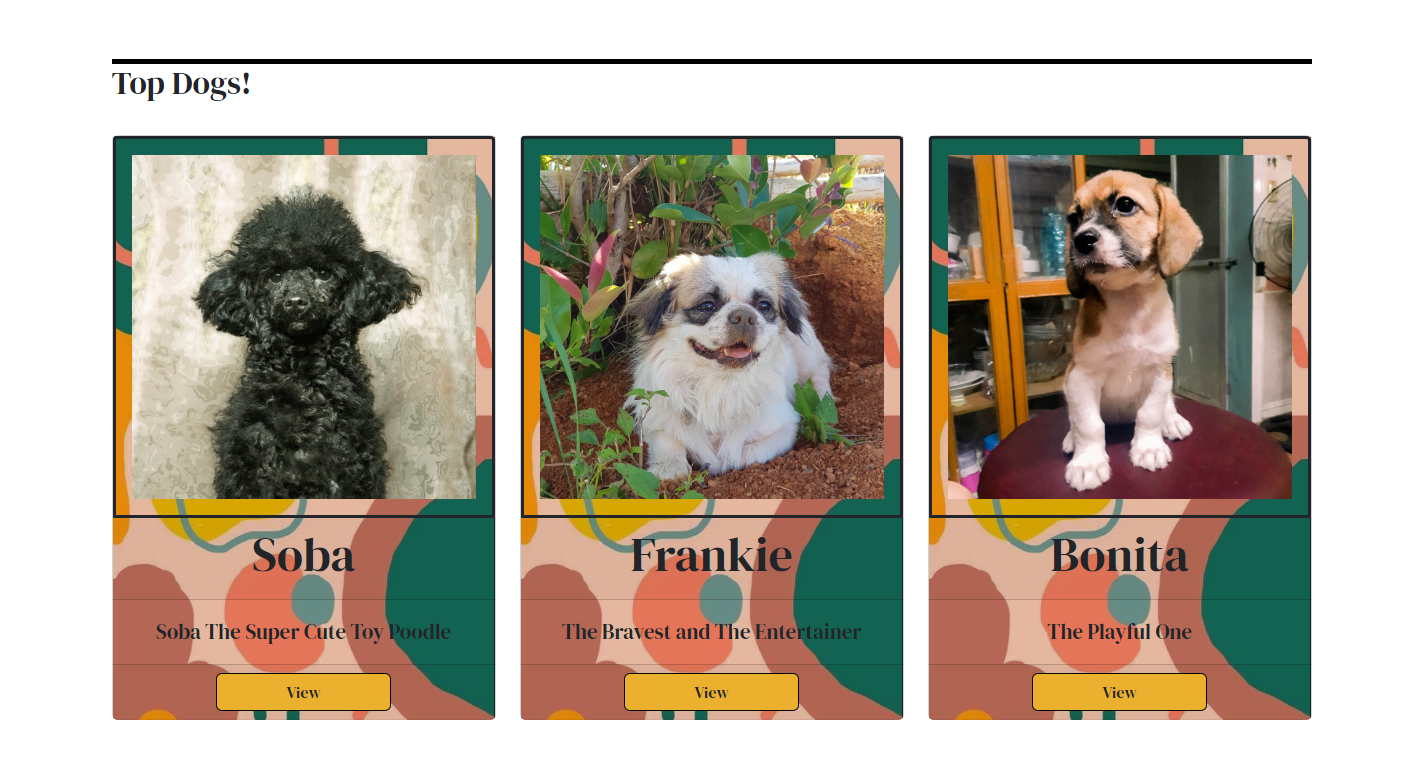 Top Dogs!
Soba
Soba The Super Cute Toy Poodle
View
Frankie
The Bravest and The Entertainer
View
Bonita
The Playful One
View